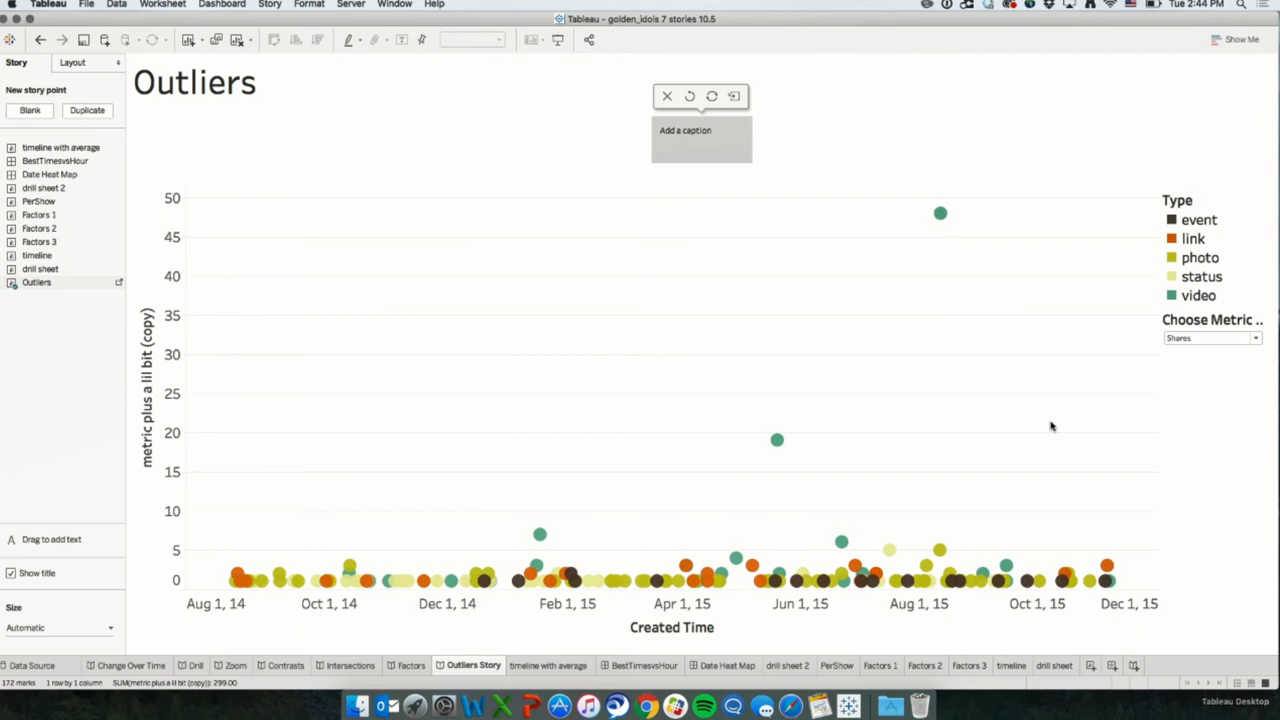 Tableau File Data Worksheet Dashboard Story Format Server Window Help Tue 2:44 PM
Tableau - golden_idols 7 stories 10.5
Show Me
Story Layout
New story point
Blank Duplicate
timeline with average
BestTimesvsHour
Date Heat Map
drill sheet 2
PerShow
Factors 1
Factors 2
Factors 3
timeline
drill sheet
Outliers
Drag to add text
Show title
Size
Automatic
Outliers
Add a caption
metric plus a lil bit (copy)
50
45
40
35
30
25
20
15
10
5
0
Aug 1, 14 Oct 1, 14 Dec 1, 14 Feb 1, 15 Apr 1, 15 Jun 1, 15 Aug 1, 15 Oct 1, 15 Dec 1, 15
Created Time
Type
event
link
photo
status
video
Choose Metric ..
Shares
Data Source Change Over Time Drill Zoom Contrasts Intersections Factors Outliers Story timeline with average BestTimesvsHour Date Heat Map drill sheet 2 PerShow Factors 1 Factors 2 Factors 3 timeline drill sheet
172 marks 1 row by 1 column SUM(metric plus a lil bit (copy)): 299.00
Tableau Desktop